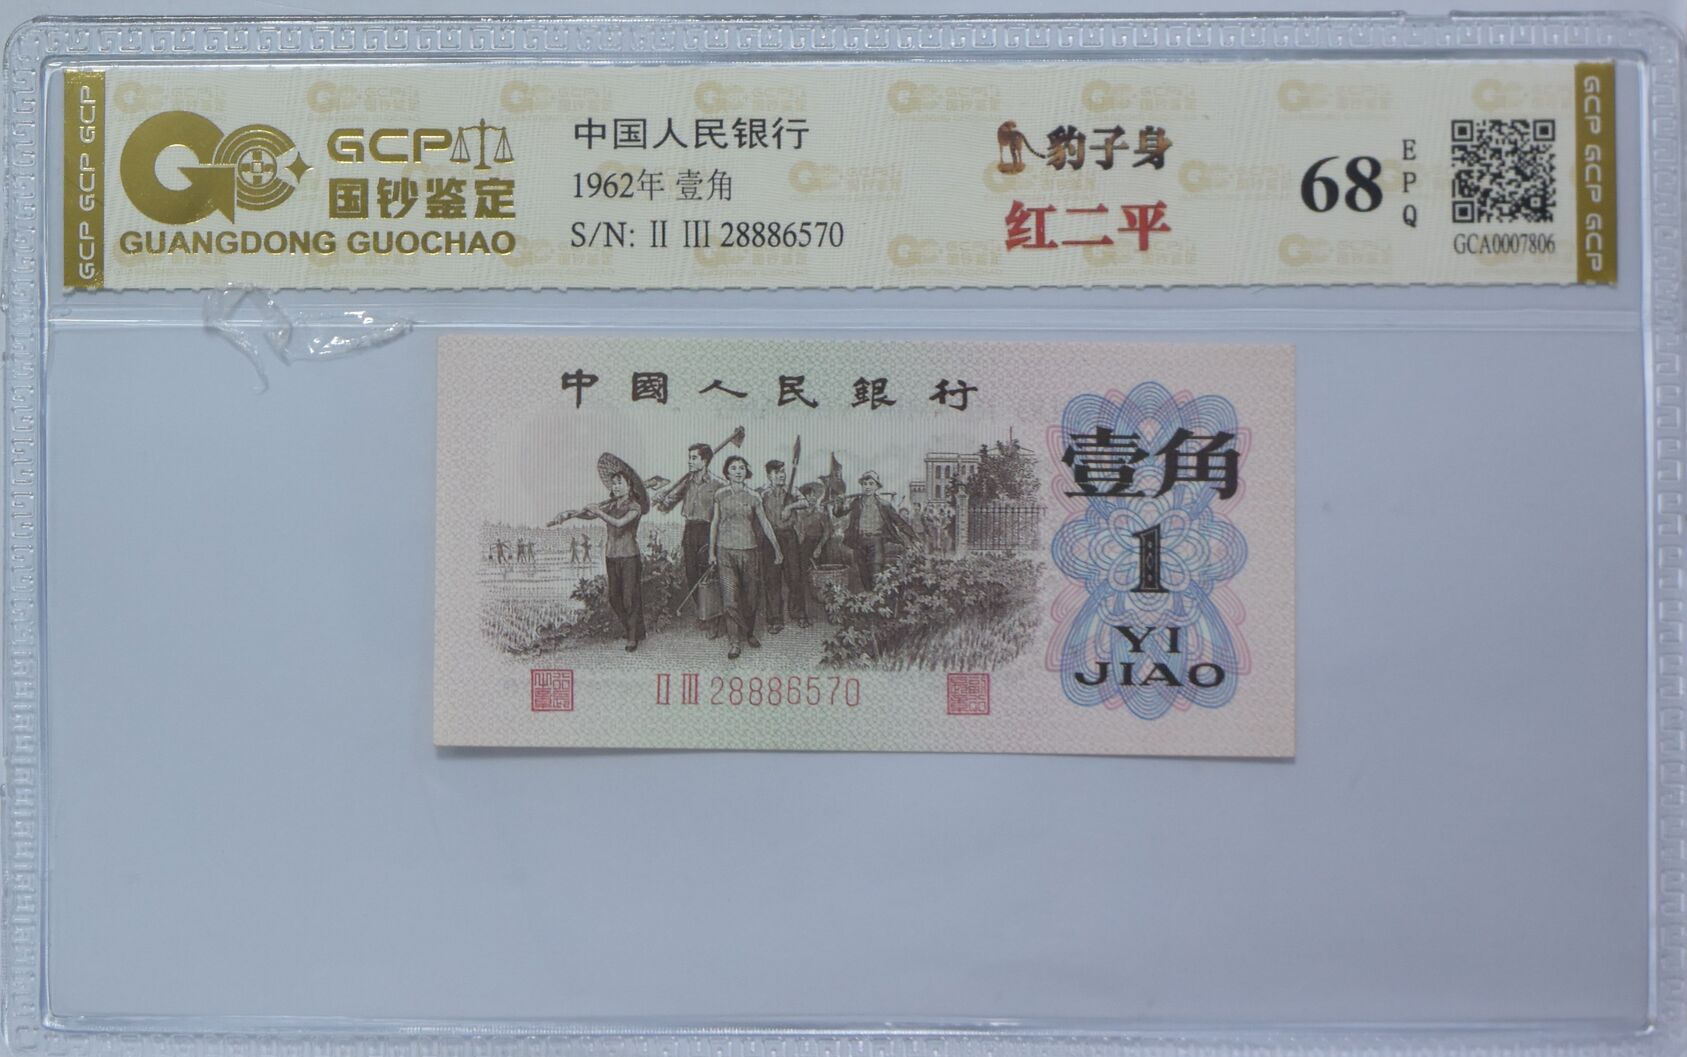 GCP GCP GCP
GCP
国钞鉴定
GUANGDONG GUOCHAO
中国人民银行
1962年 壹角
S/N: Ⅱ Ⅲ 28886570
豹子身
红二平
68
EPQ
GCA0007806
GCP GCP GCP
中國人民銀行
壹角
1
YI
JIAO
Ⅱ Ⅲ 28886570